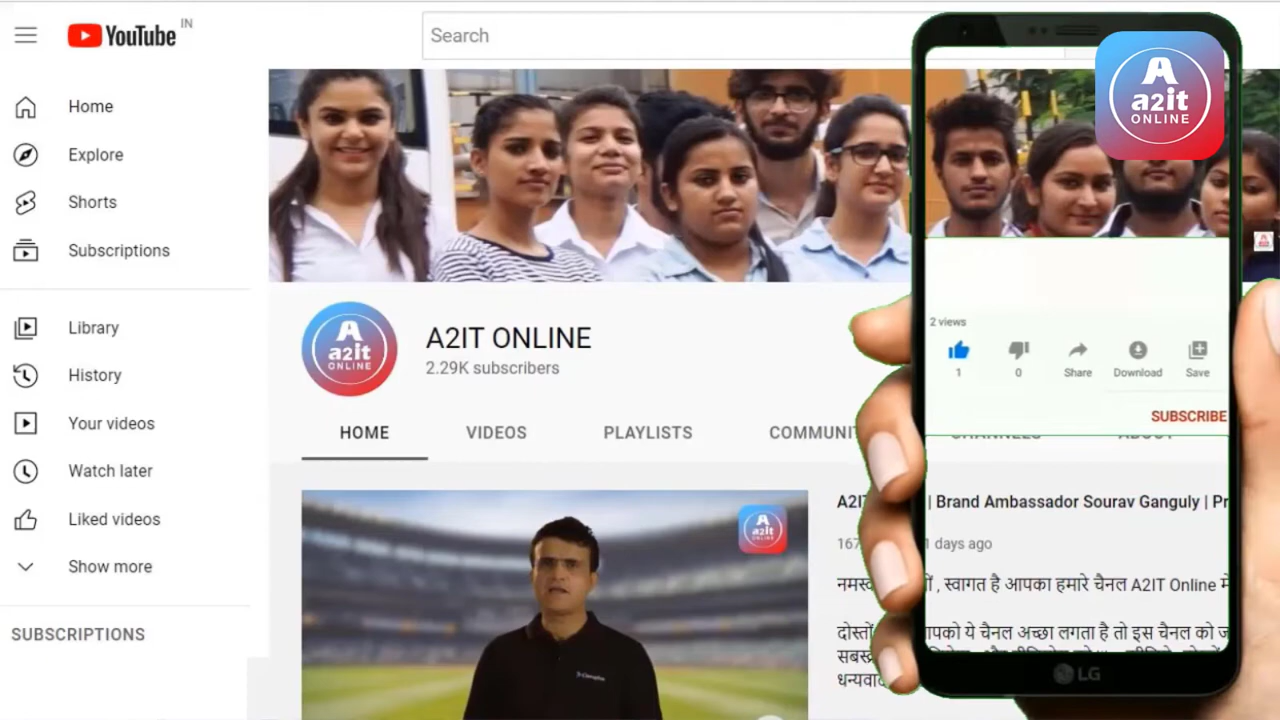 YouTube IN
Search
Home
Explore
Shorts
Subscriptions
Library
History
Your videos
Watch later
Liked videos
Show more
SUBSCRIPTIONS
A
a2it
ONLINE
A2IT ONLINE
2.29K subscribers
HOME VIDEOS PLAYLISTS
A
a2it
ONLINE
A
a2it
ONLINE
2 views
1 0 Share Download Save
SUBSCRIBE
| Brand Ambassador Sourav Ganguly |
days ago
स्वागत है आपका हमारे चैनल A2IT Online में
दोस्तों ये चैनल अच्छा लगता है तो इस चैनल को
LG